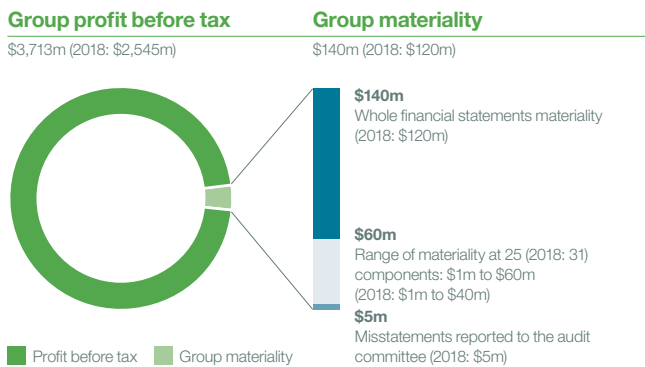 Group profit before tax
$3,713m (2018: $2,545m)
Group materiality
$140m (2018: $120m)
$140m
Whole financial statements materiality
(2018: $120m)
$60m
Range of materiality at 25 (2018: 31)
components: $1m to $60m
(2018: $1m to $40m)
$5m
Misstatements reported to the audit
committee (2018: $5m)
Profit before tax
Group materiality